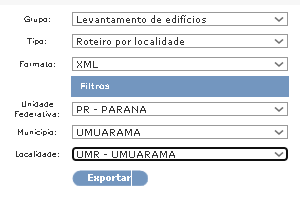 Grupo: Levantamento de edifícios
Tipo: Roteiro por localidade
Formato: XML
Filtros
Unidade Federativa: PR - PARANA
Município: UMUARAMA
Localidade: UMR - UMUARAMA
Exportar